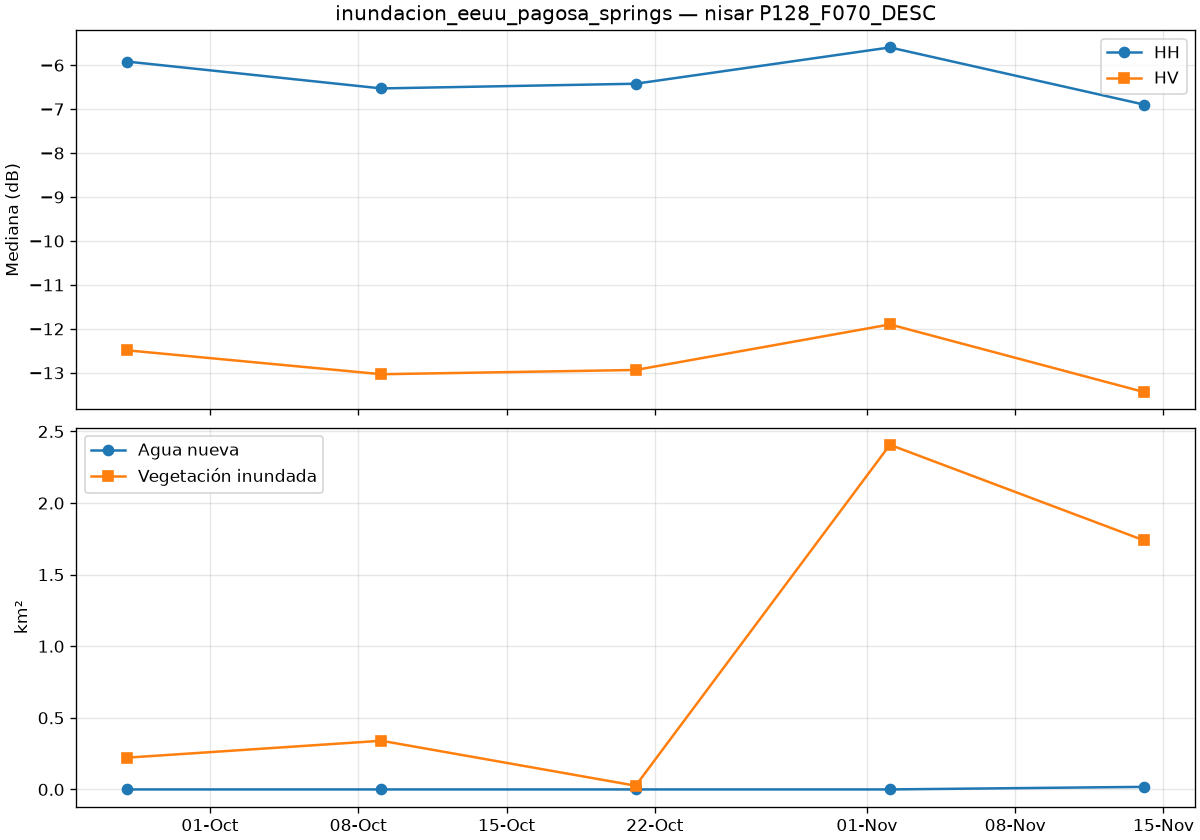 inundacion_eeuu_pagosa_springs — nisar P128_F070_DESC
HH
HV
−6
−7
−8
−9
−10
−11
−12
−13
Mediana (dB)
Agua nueva
Vegetación inundada
2.5
2.0
1.5
1.0
0.5
0.0
km²
01-Oct 08-Oct 15-Oct 22-Oct 01-Nov 08-Nov 15-Nov